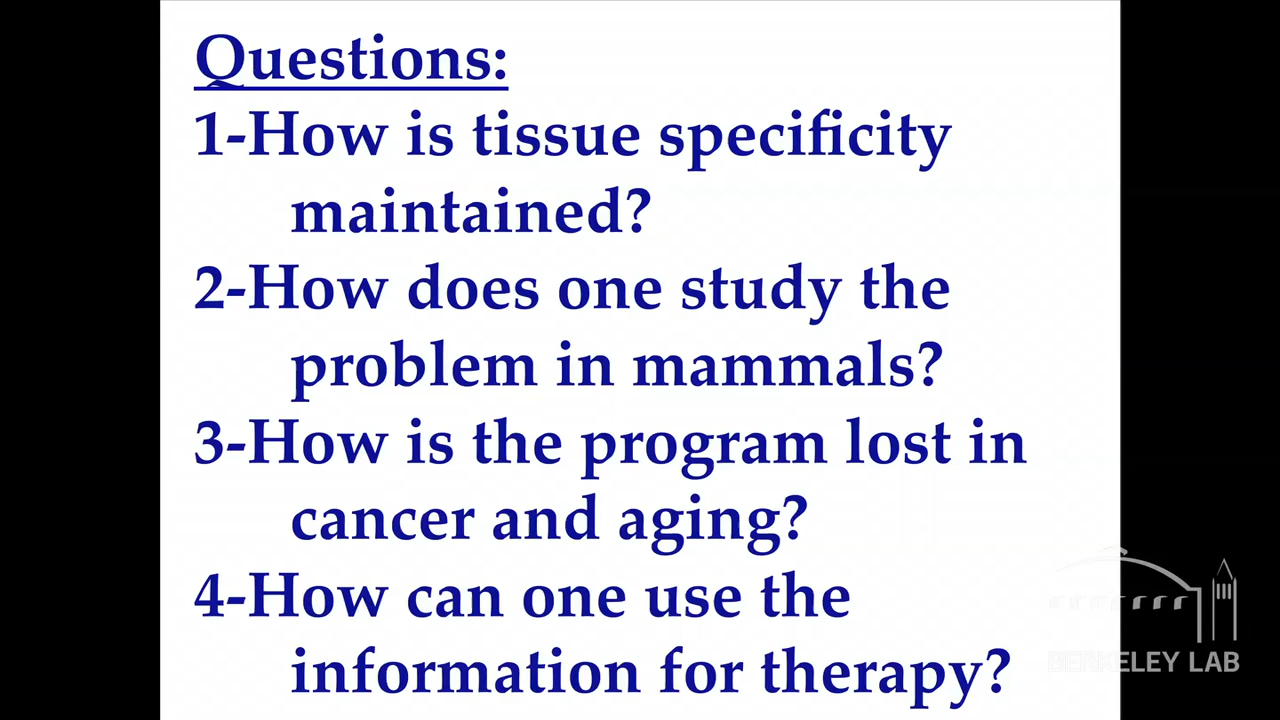 Questions:
1-How is tissue specificity
maintained?
2-How does one study the
problem in mammals?
3-How is the program lost in
cancer and aging?
4-How can one use the
information for therapy?
BERKELEY LAB